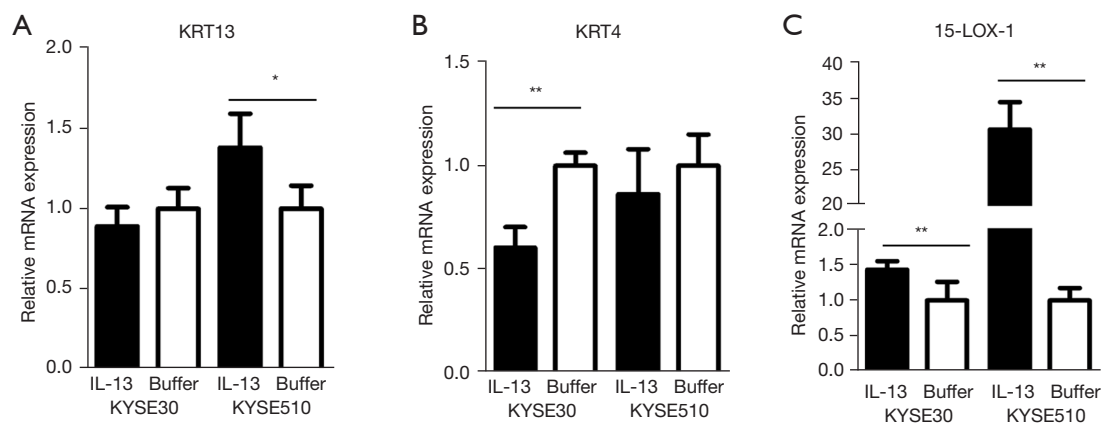 A
KRT13
Relative mRNA expression
2.0
1.5
1.0
0.5
0.0
*
IL-13 Buffer IL-13 Buffer
KYSE30 KYSE510
B
KRT4
Relative mRNA expression
1.5
1.0
0.5
0.0
**
IL-13 Buffer IL-13 Buffer
KYSE30 KYSE510
C
15-LOX-1
Relative mRNA expression
40
35
30
25
20
2.0
1.5
1.0
0.5
0.0
**
**
IL-13 Buffer IL-13 Buffer
KYSE30 KYSE510